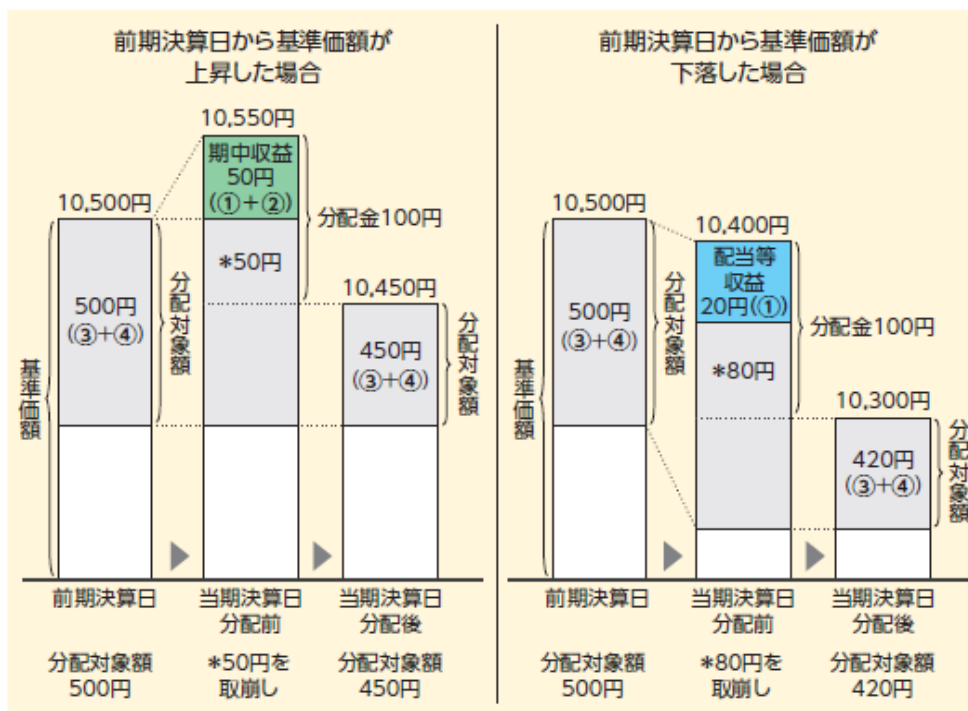 前期決算日から基準価額が
上昇した場合
10,550円
期中収益
50円
(①+②)
10,500円
分配金100円
*50円
10,450円
500円
(③+④)
分配対象額
450円
(③+④)
分配対象額
基準価額
前期決算日
当期決算日
分配前
当期決算日
分配後
分配対象額
500円
*50円を
取崩し
分配対象額
450円
前期決算日から基準価額が
下落した場合
10,500円
10,400円
配当等
収益
20円(①)
500円
(③+④)
分配対象額
分配金100円
*80円
10,300円
基準価額
420円
(③+④)
分配対象額
前期決算日
当期決算日
分配前
当期決算日
分配後
分配対象額
500円
*80円を
取崩し
分配対象額
420円